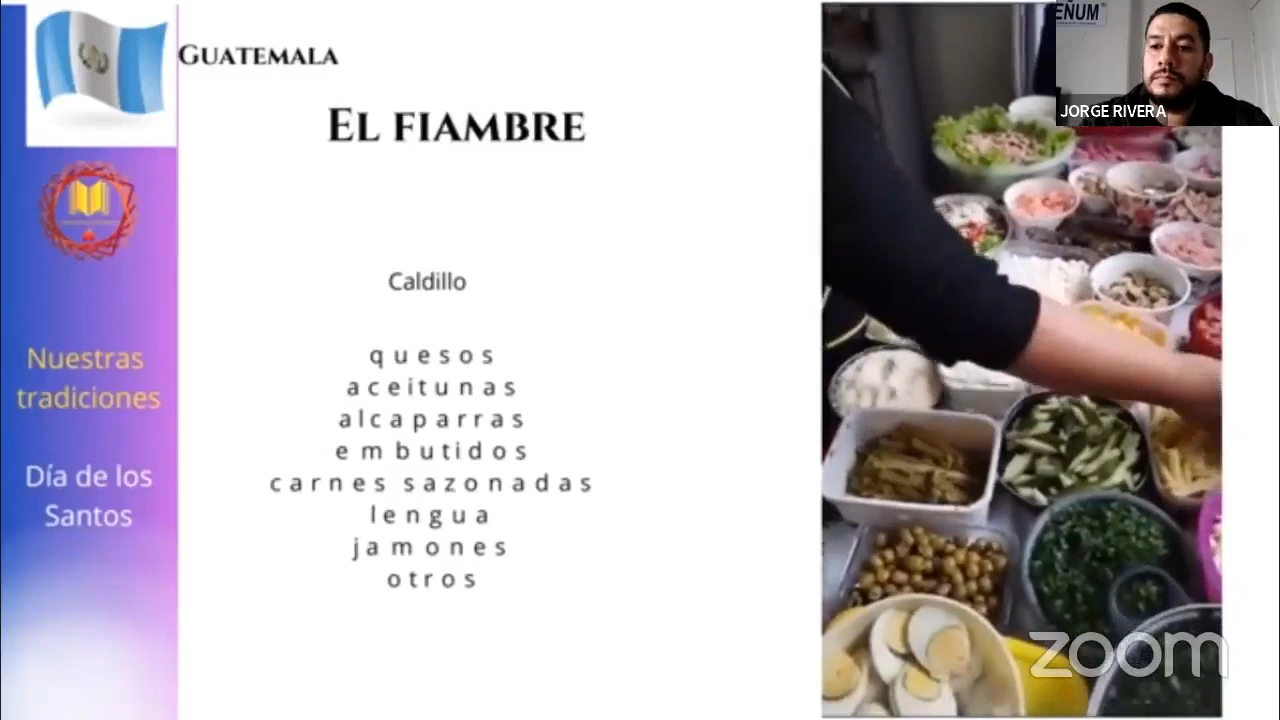 Guatemala
El fiambre
Caldillo
quesos
aceitunas
alcaparras
embutidos
carnes sazonadas
lengua
jamones
otros
Nuestras
tradiciones
Día de los
Santos
EÑUM
JORGE RIVERA
zoom